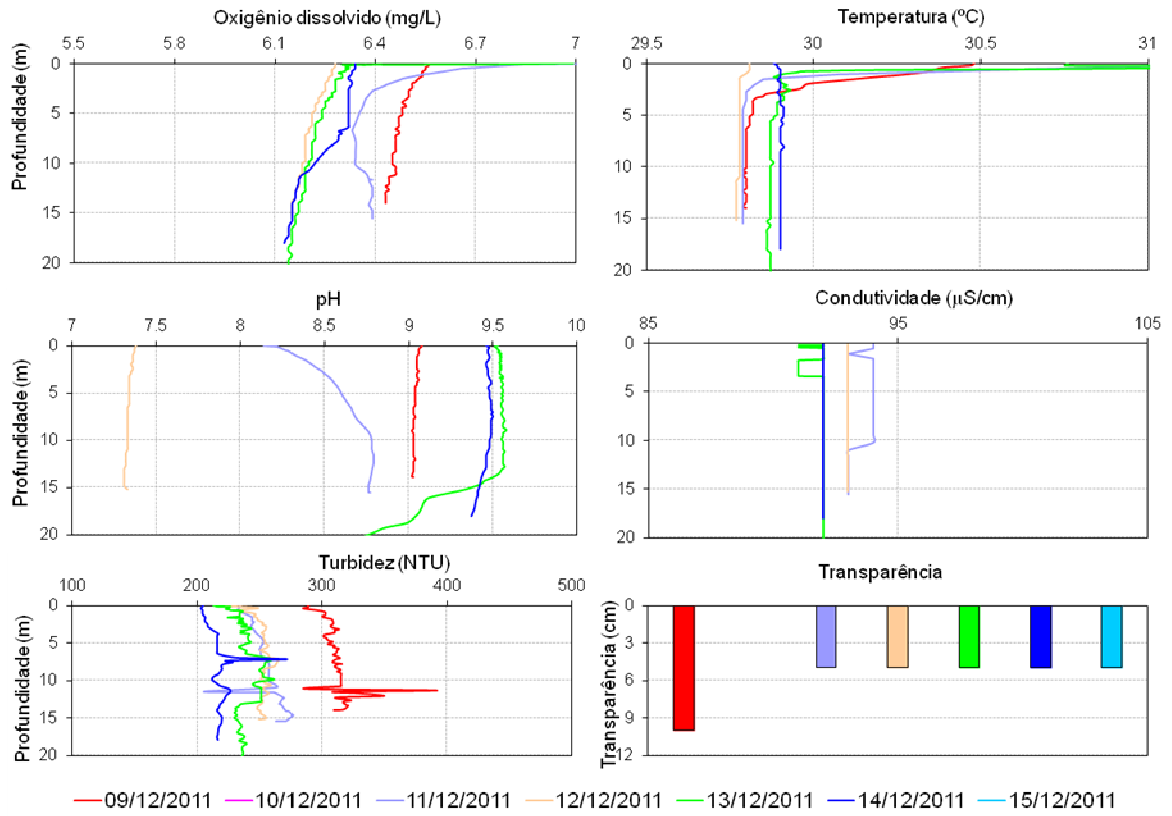 Oxigênio dissolvido (mg/L)
5.5 5.8 6.1 6.4 6.7 7
Profundidade (m)
0
5
10
15
20
Temperatura (ºC)
29.5 30 30.5 31
0
5
10
15
20
pH
7 7.5 8 8.5 9 9.5 10
Profundidade (m)
0
5
10
15
20
Condutividade (µS/cm)
85 95 105
0
5
10
15
20
Turbidez (NTU)
100 200 300 400 500
Profundidade (m)
0
5
10
15
20
Transparência
Transparência (cm)
0
3
6
9
12
09/12/2011 10/12/2011 11/12/2011 12/12/2011 13/12/2011 14/12/2011 15/12/2011